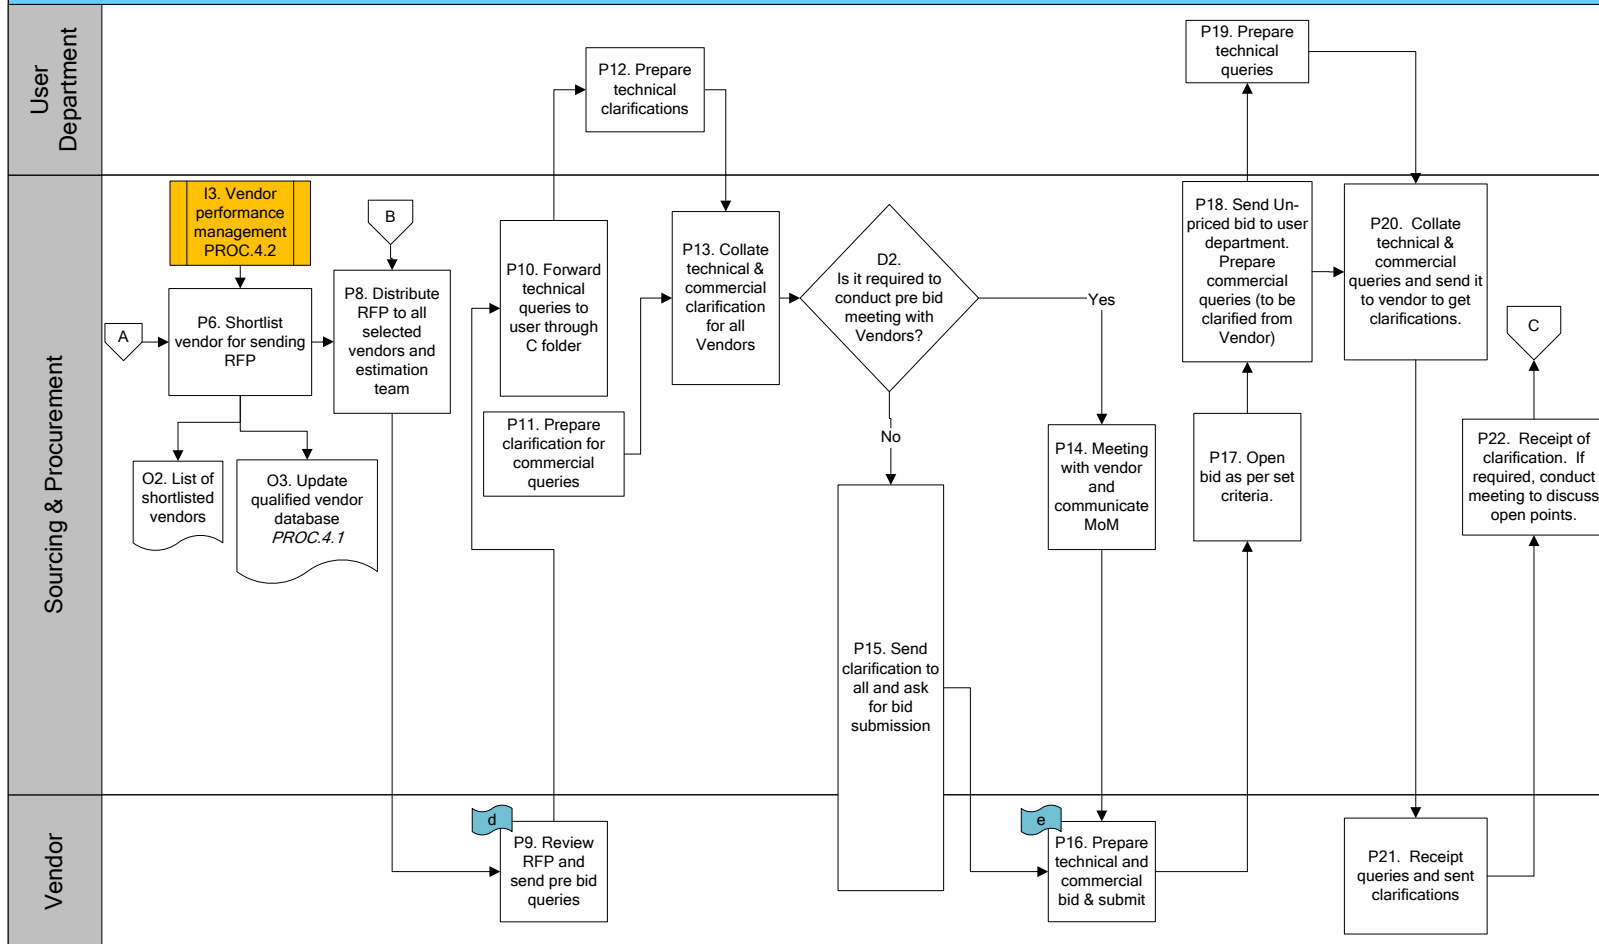 User
Department
P12. Prepare
technical
clarifications
P19. Prepare
technical
queries
Sourcing & Procurement
I3. Vendor
performance
management
PROC.4.2
A
P6. Shortlist
vendor for sending
RFP
O2. List of
shortlisted
vendors
O3. Update
qualified vendor
database
PROC.4.1
B
P8. Distribute
RFP to all
selected
vendors and
estimation
team
P10. Forward
technical
queries to
user through
C folder
P11. Prepare
clarification for
commercial
queries
P13. Collate
technical &
commercial
clarification
for all
Vendors
D2.
Is it required to
conduct pre bid
meeting with
Vendors?
Yes
No
P14. Meeting
with vendor
and
communicate
MoM
P15. Send
clarification to
all and ask
for bid
submission
P17. Open
bid as per set
criteria.
P18. Send Un-
priced bid to user
department.
Prepare
commercial
queries (to be
clarified from
Vendor)
P20. Collate
technical &
commercial
queries and send it
to vendor to get
clarifications.
C
P22. Receipt of
clarification. If
required, conduct
meeting to discuss
open points.
Vendor
d
P9. Review
RFP and
send pre bid
queries
e
P16. Prepare
technical and
commercial
bid & submit
P21. Receipt
queries and sent
clarifications